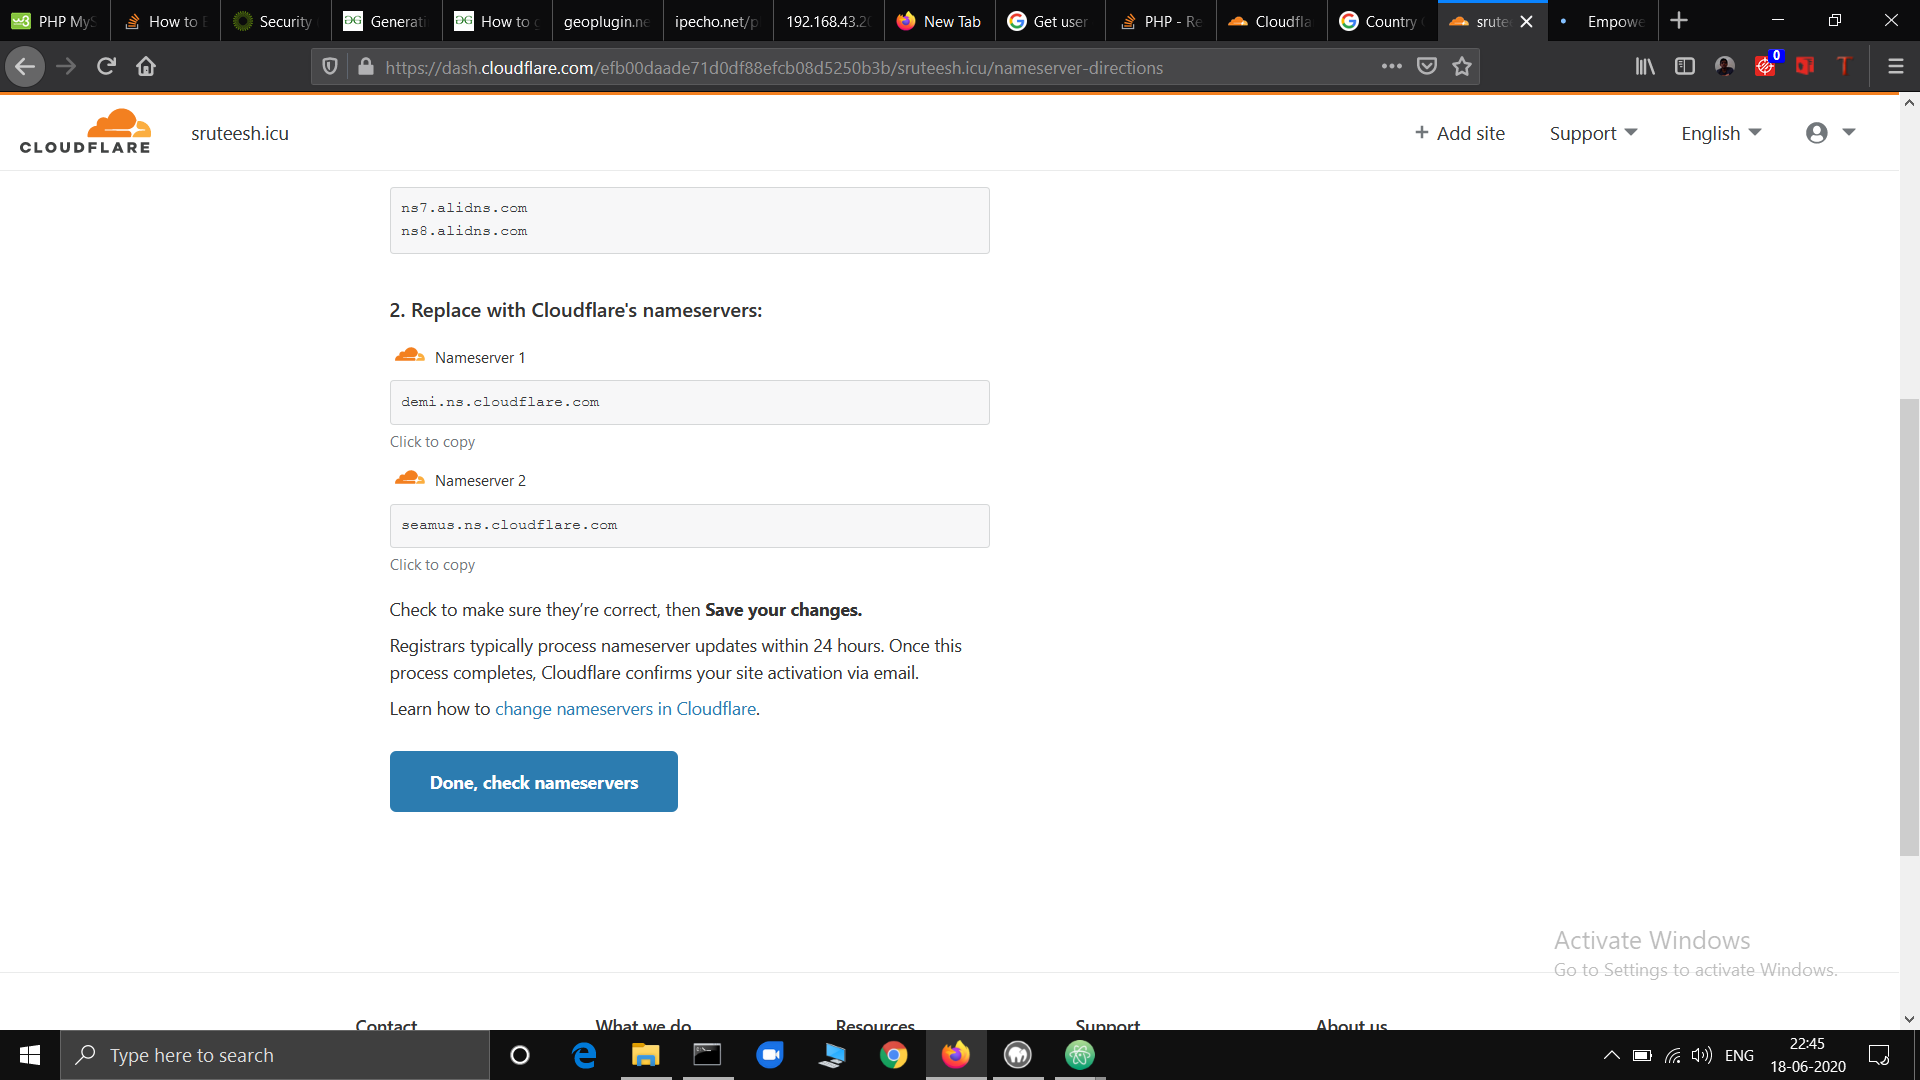 PHP MyS
How to E
Security
Generati
How to g
geoplugin.ne
ipecho.net/pl
192.168.43.20
New Tab
Get user
PHP - Re
Cloudfla
Country
srutee
Empowe
https://dash.cloudflare.com/efb00daade71d0df88efcb08d5250b3b/sruteesh.icu/nameserver-directions
0
CLOUDFLARE
sruteesh.icu
+ Add site
Support
English
ns7.alidns.com
ns8.alidns.com
2. Replace with Cloudflare's nameservers:
Nameserver 1
demi.ns.cloudflare.com
Click to copy
Nameserver 2
seamus.ns.cloudflare.com
Click to copy
Check to make sure they’re correct, then Save your changes.
Registrars typically process nameserver updates within 24 hours. Once this
process completes, Cloudflare confirms your site activation via email.
Learn how to change nameservers in Cloudflare.
Done, check nameservers
Activate Windows
Go to Settings to activate Windows.
Contact
What we do
Resources
Support
About us
Type here to search
ENG
22:45
18-06-2020